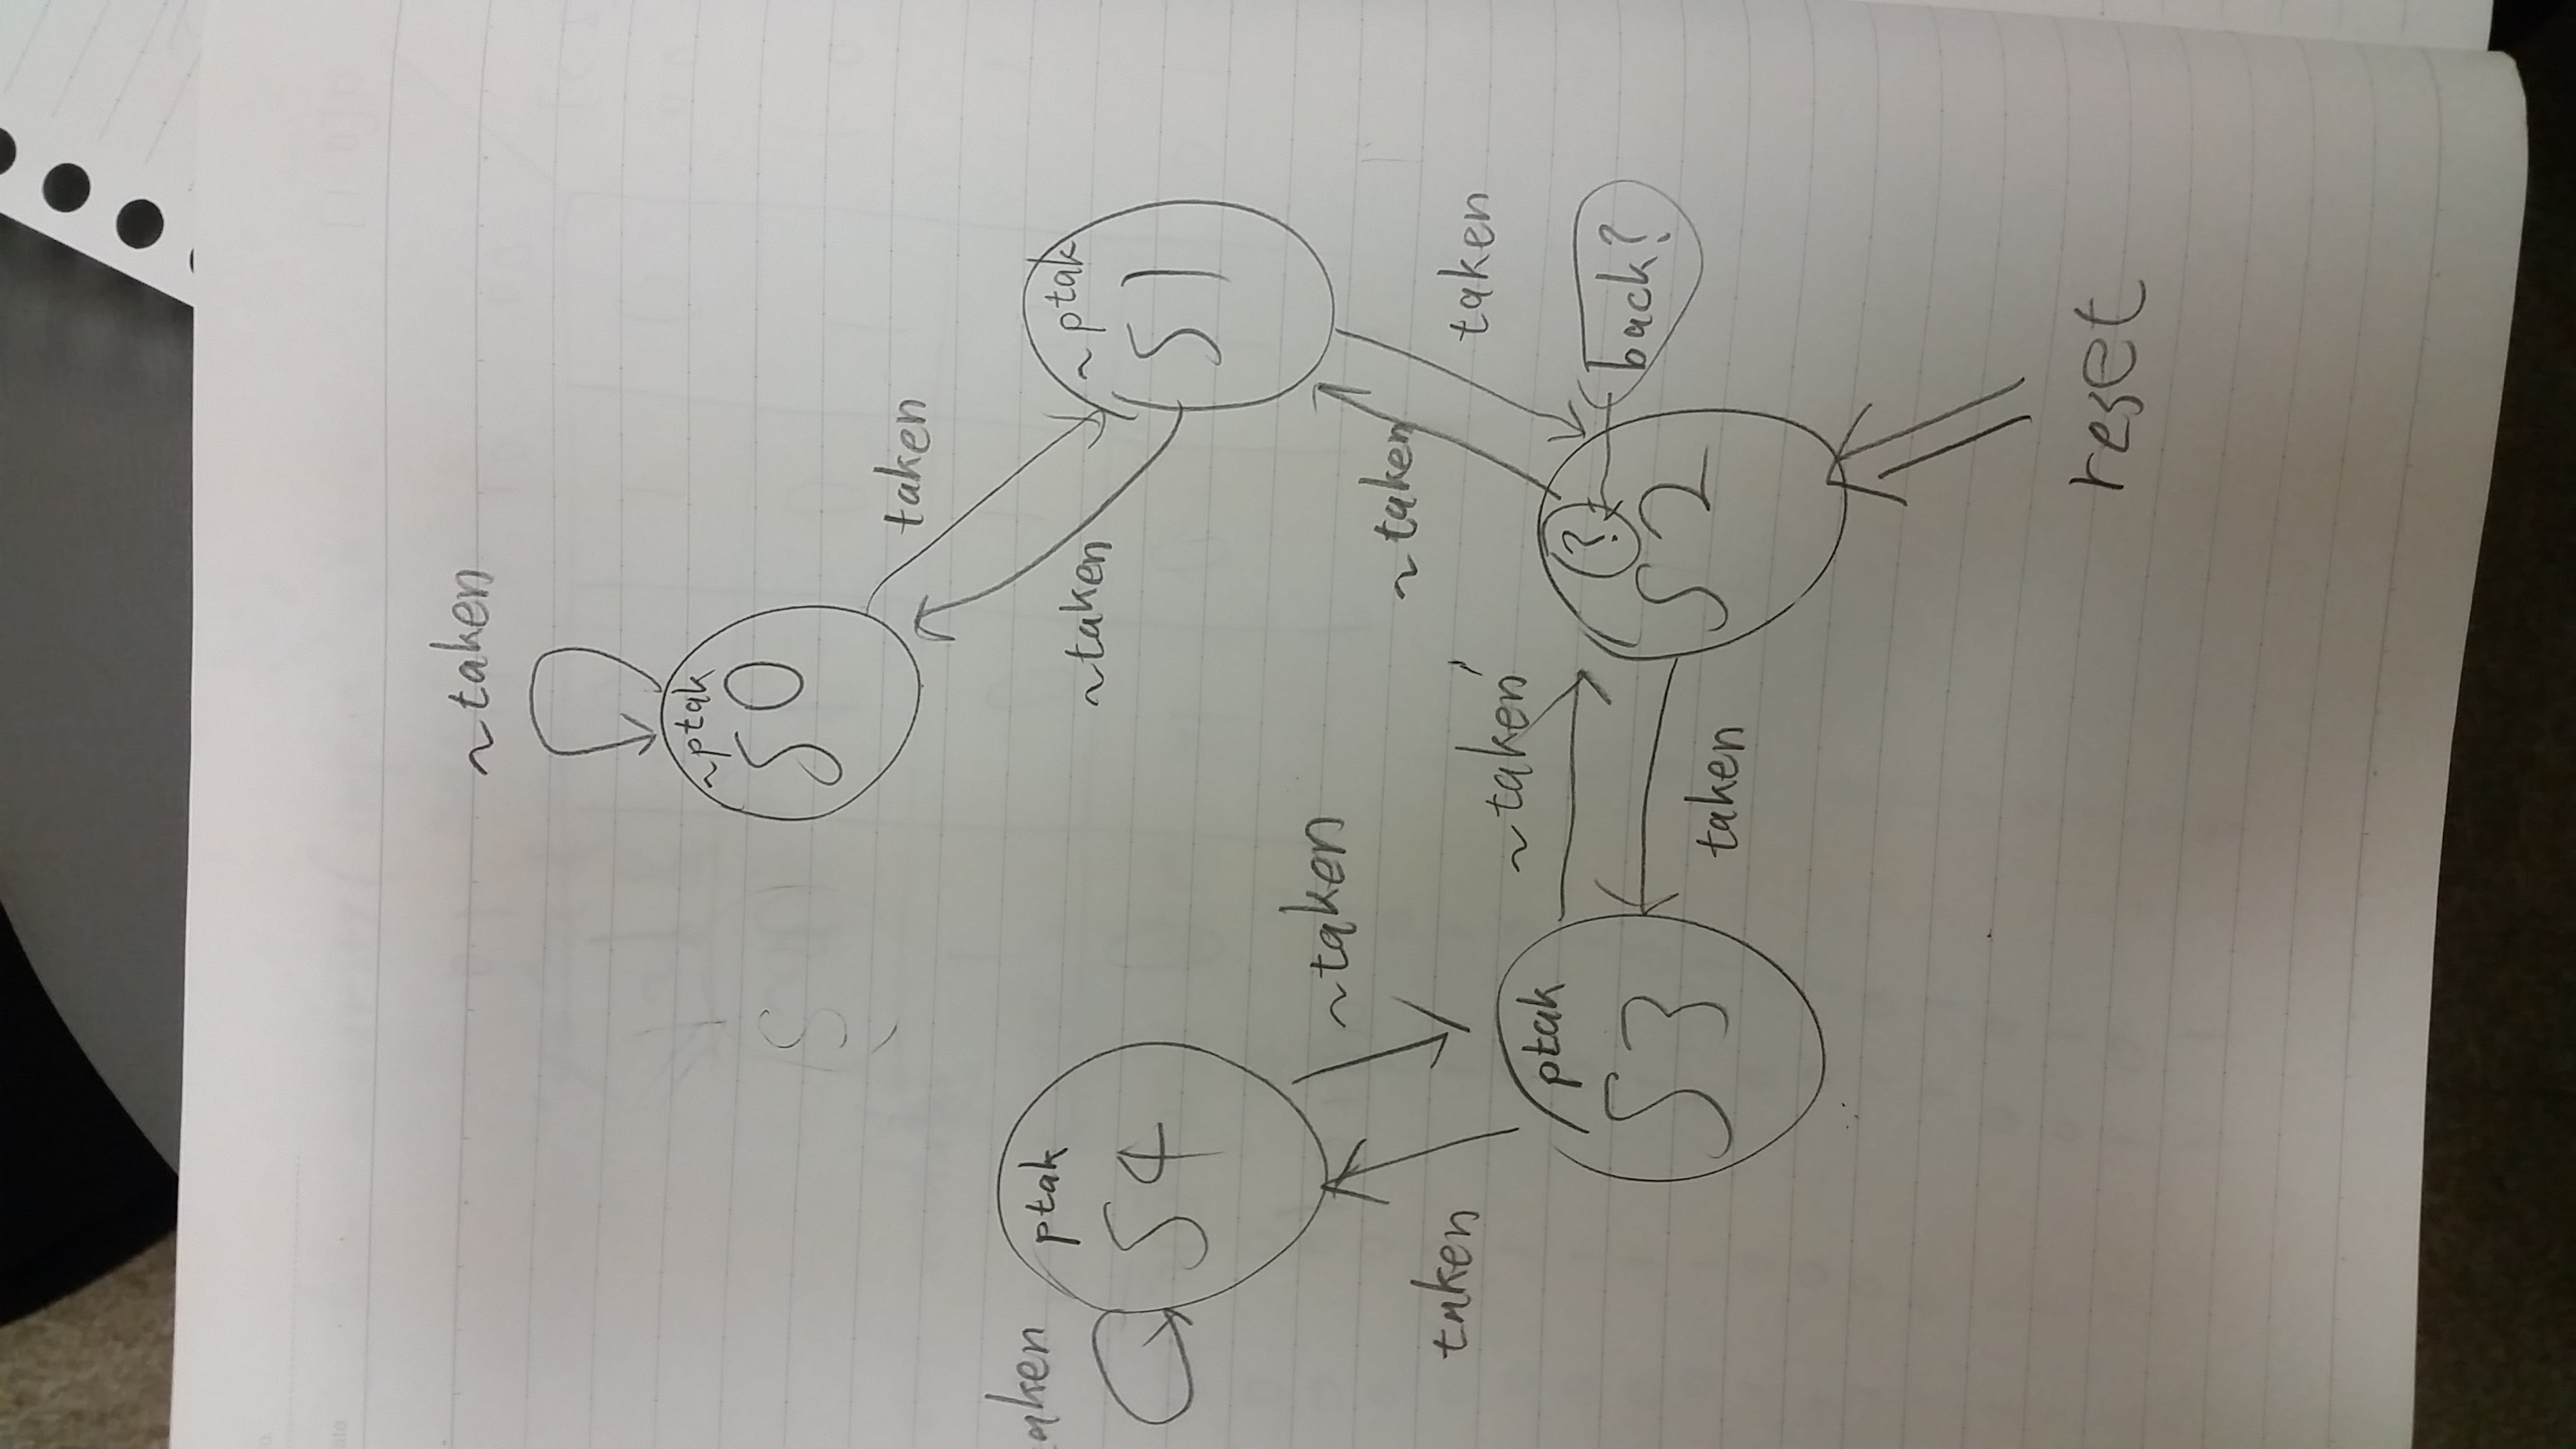 ~taken
~ptak
S0
taken
aken
ptak
S4
~taken
~ptak
S1
~taken
~taken
taken
taken
~taken
ptak
S3
?
back?
S2
taken
reset